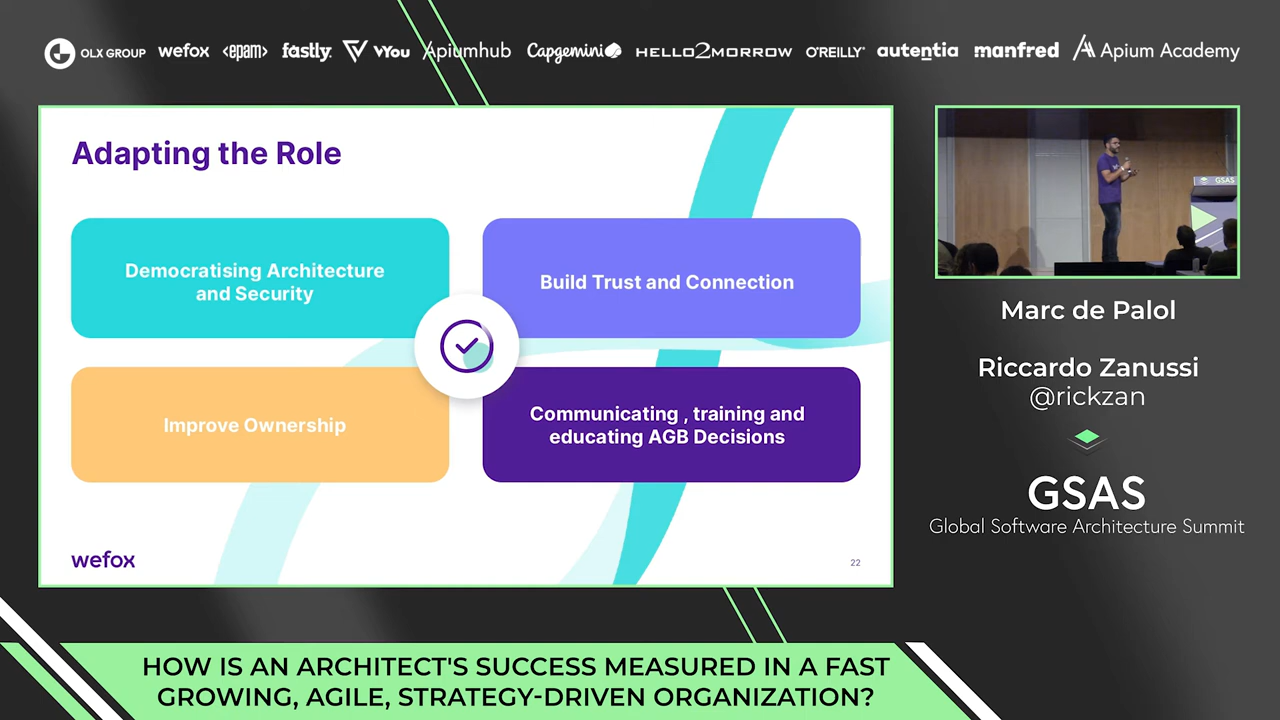 OLX GROUP wefox <epam> fastly. VYou Apiumhub Capgemini HELLO2MORROW O'REILLY® autentia manfred Apium Academy
Adapting the Role
Democratising Architecture
and Security
Build Trust and Connection
Improve Ownership
Communicating , training and
educating AGB Decisions
wefox
22
GSAS
Marc de Palol
Riccardo Zanussi
@rickzan
GSAS
Global Software Architecture Summit
HOW IS AN ARCHITECT'S SUCCESS MEASURED IN A FAST
GROWING, AGILE, STRATEGY-DRIVEN ORGANIZATION?